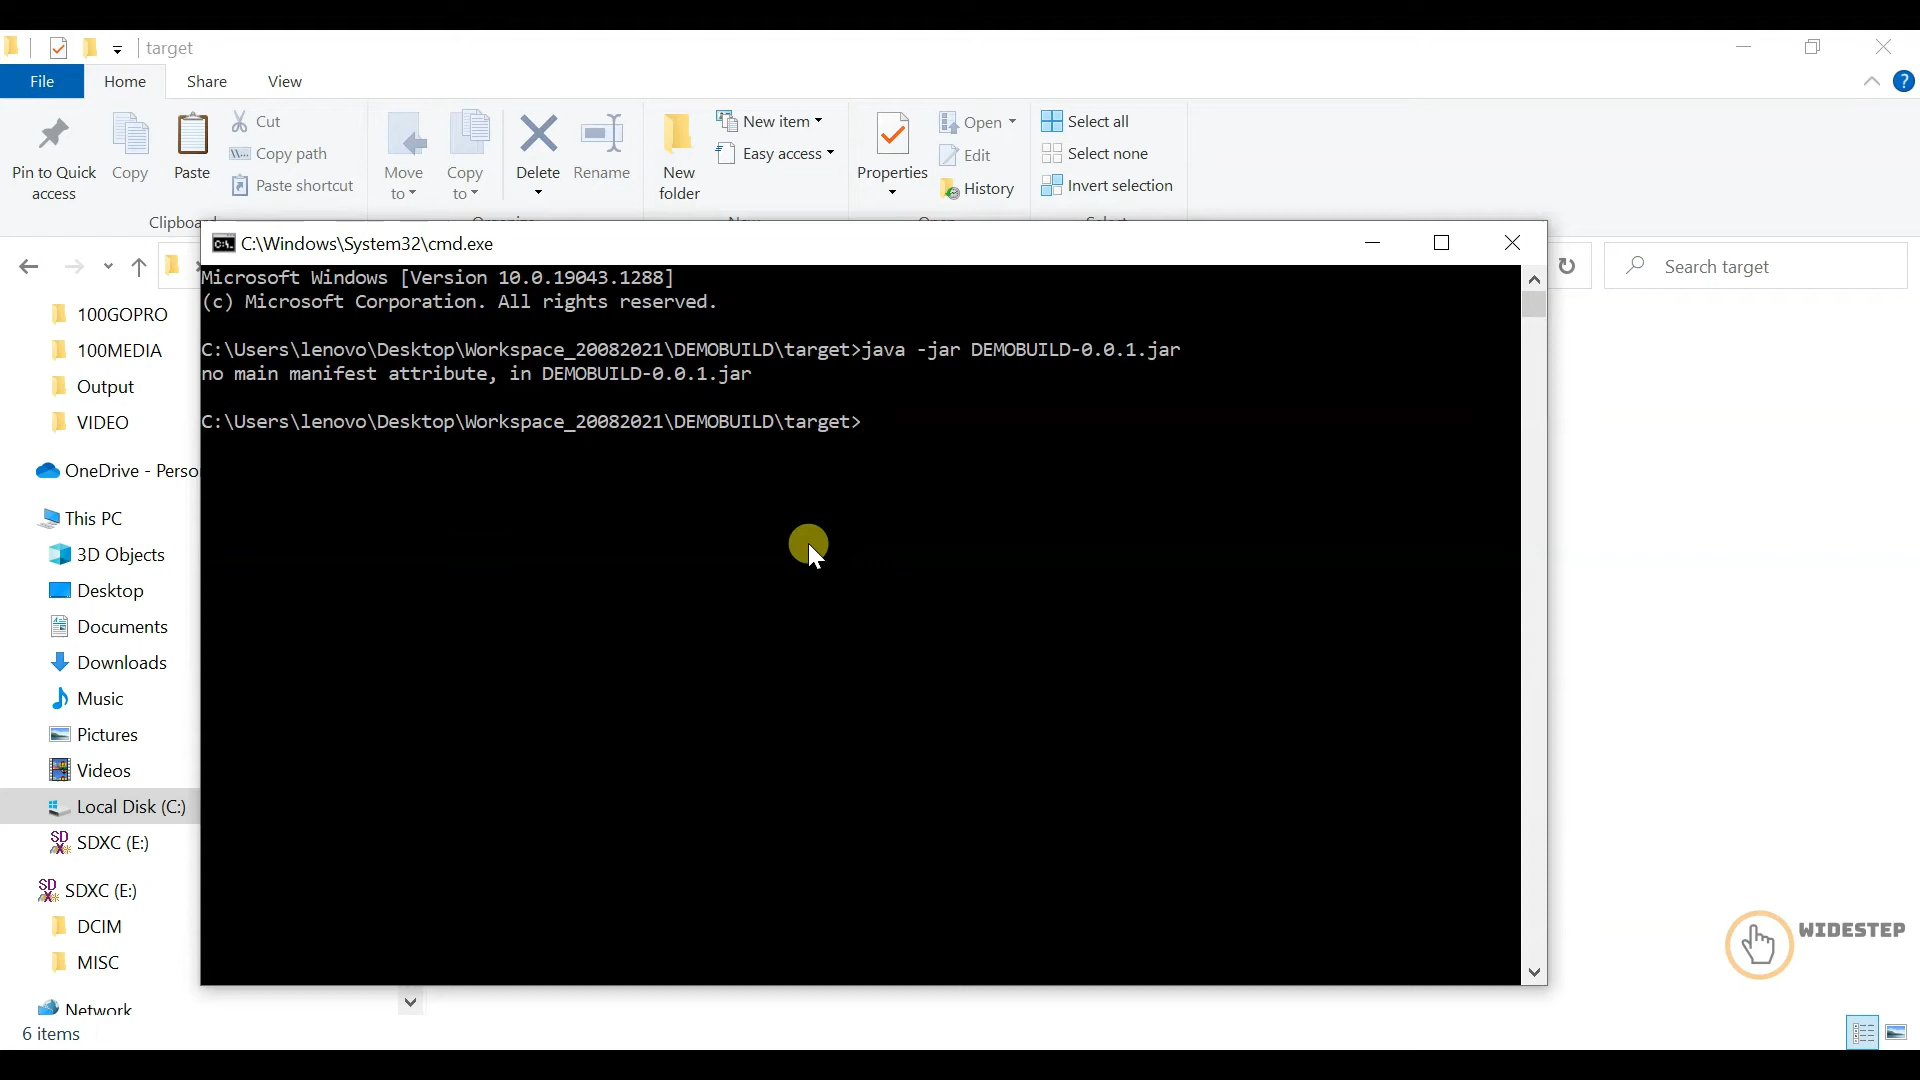 target
File
Home
Share
View
Pin to Quick access
Copy
Paste
Cut
Copy path
Paste shortcut
Move to
Copy to
Delete
Rename
New folder
New item
Easy access
Properties
Open
Edit
History
Select all
Select none
Invert selection
Search target
C:\Windows\System32\cmd.exe
Microsoft Windows [Version 10.0.19043.1288]
(c) Microsoft Corporation. All rights reserved.
C:\Users\lenovo\Desktop\Workspace_20082021\DEMOBUILD\target>java -jar DEMOBUILD-0.0.1.jar
no main manifest attribute, in DEMOBUILD-0.0.1.jar
C:\Users\lenovo\Desktop\Workspace_20082021\DEMOBUILD\target>
100GOPRO
100MEDIA
Output
VIDEO
OneDrive - Perso
This PC
3D Objects
Desktop
Documents
Downloads
Music
Pictures
Videos
Local Disk (C:)
SDXC (E:)
SDXC (E:)
DCIM
MISC
Network
6 items
WIDESTEP